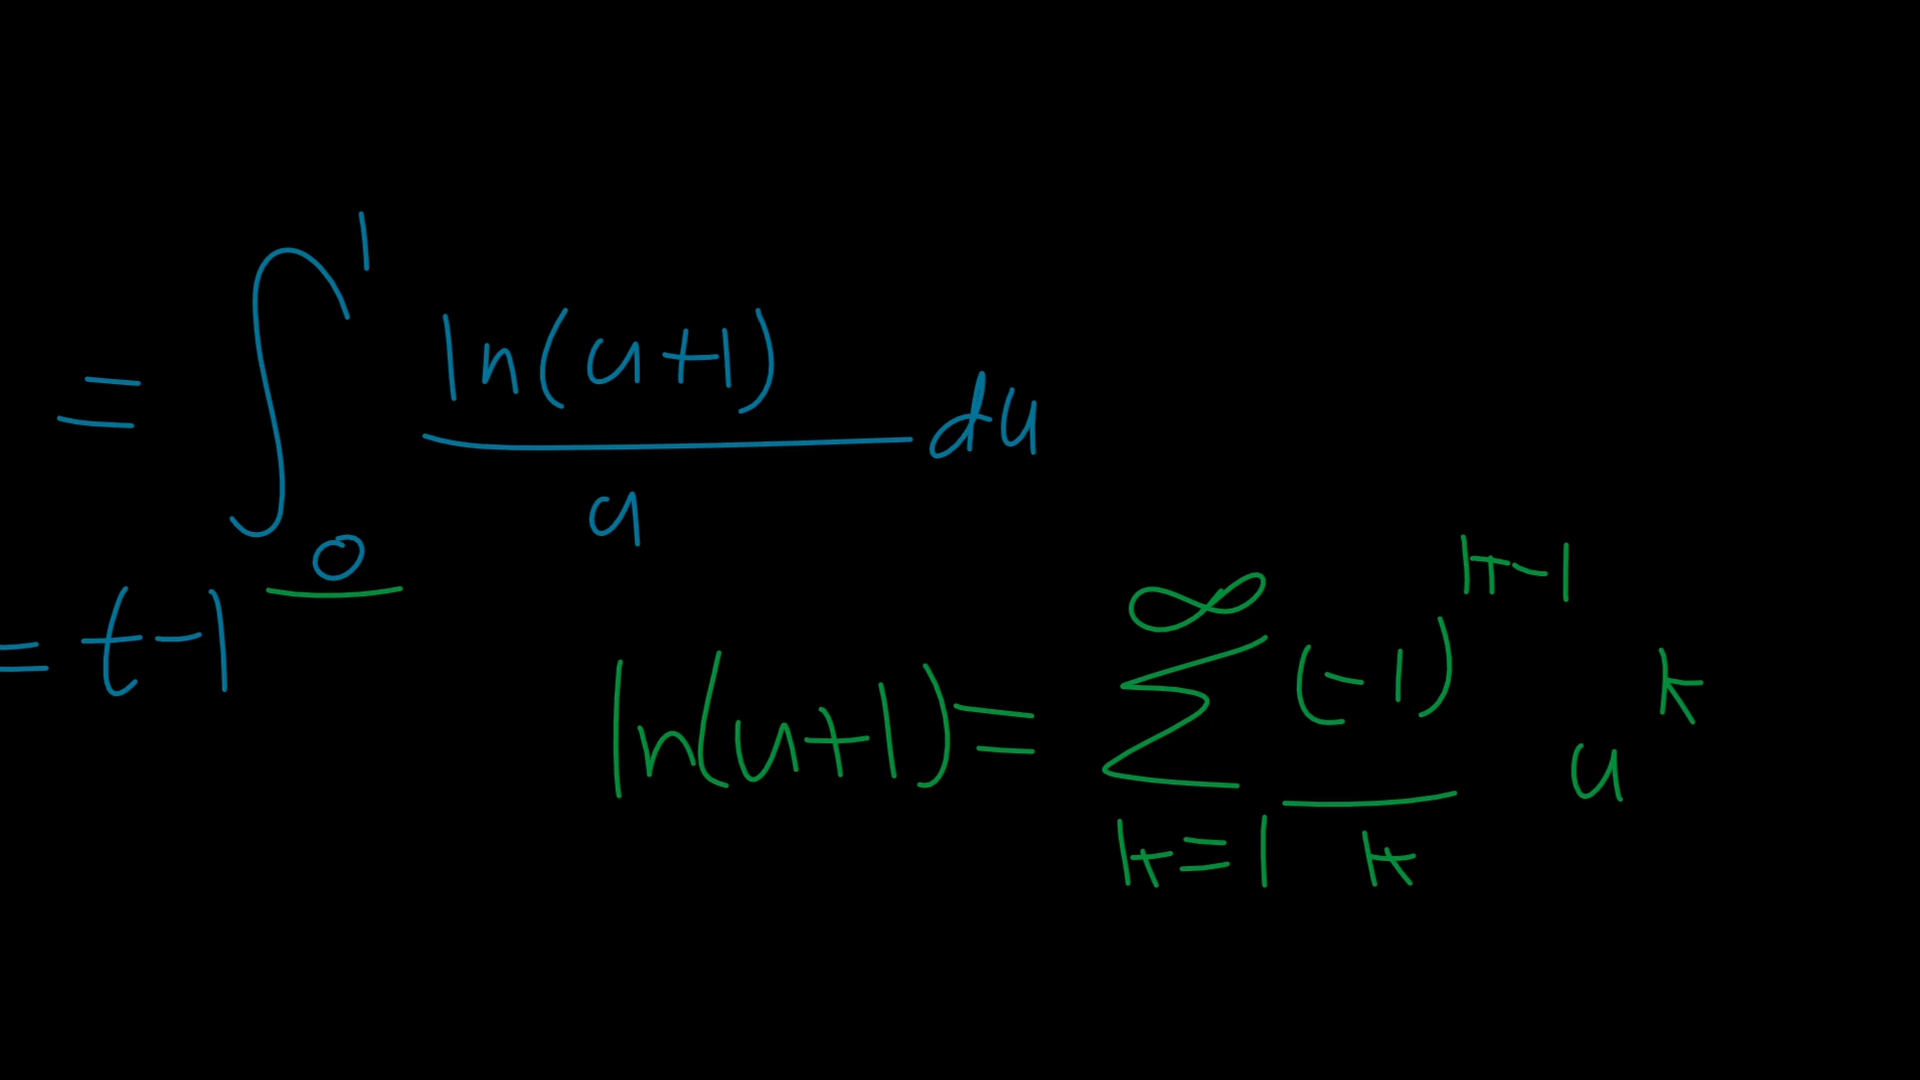 = ∫₀¹ ln(u+1)/u du
= t-1
ln(u+1) = ∑_{k=1}^{∞} (-1)^{k-1}/k u^k